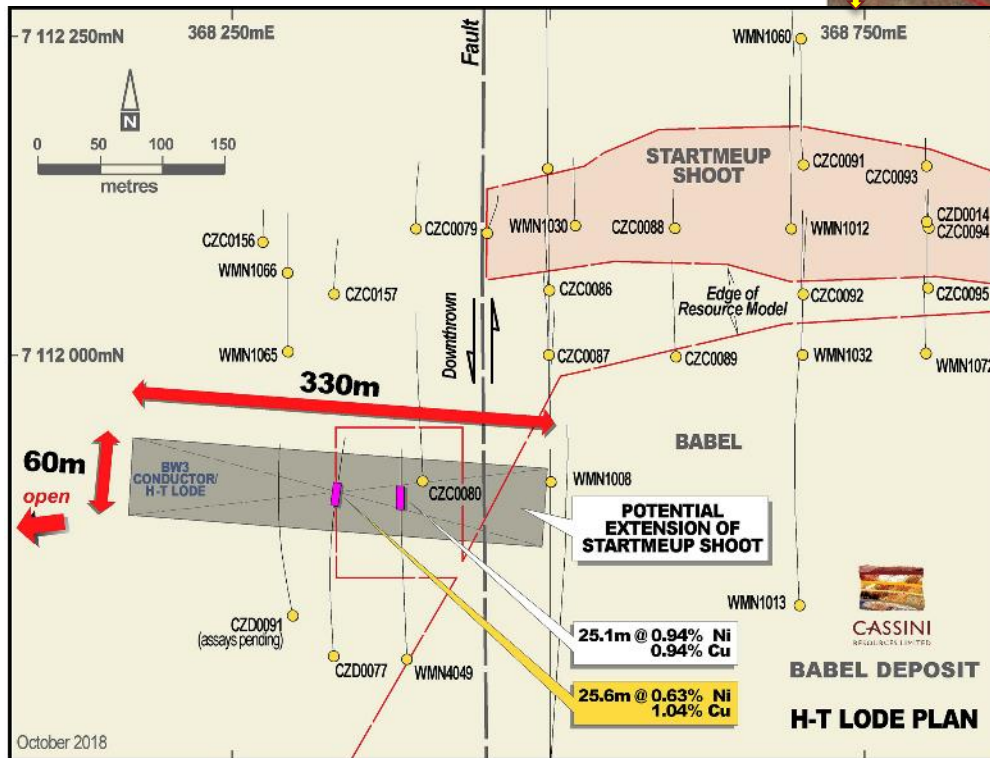 7 112 250mN
368 250mE
Fault
WMN1060
368 750mE
N
0 50 100 150
metres
STARTMEUP
SHOOT
CZC0091
CZC0093
CZD0014
CZC0094
CZC0079
WMN1030
CZC0088
WMN1012
CZC0156
WMN1066
CZC0157
CZC0086
Edge of
Resource Model
CZC0092
CZC0095
Downthrown
WMN1065
7 112 000mN
CZC0087
CZC0089
WMN1032
WMN1072
330m
60m
open
BW3
CONDUCTOR/
H-T LODE
BABEL
CZC0080
WMN1008
POTENTIAL
EXTENSION OF
STARTMEUP SHOOT
WMN1013
CZD0091
(assays pending)
CZD0077
WMN4049
25.1m @ 0.94% Ni
0.94% Cu
25.6m @ 0.63% Ni
1.04% Cu
CASSINI
RESOURCES LIMITED
BABEL DEPOSIT
H-T LODE PLAN
October 2018